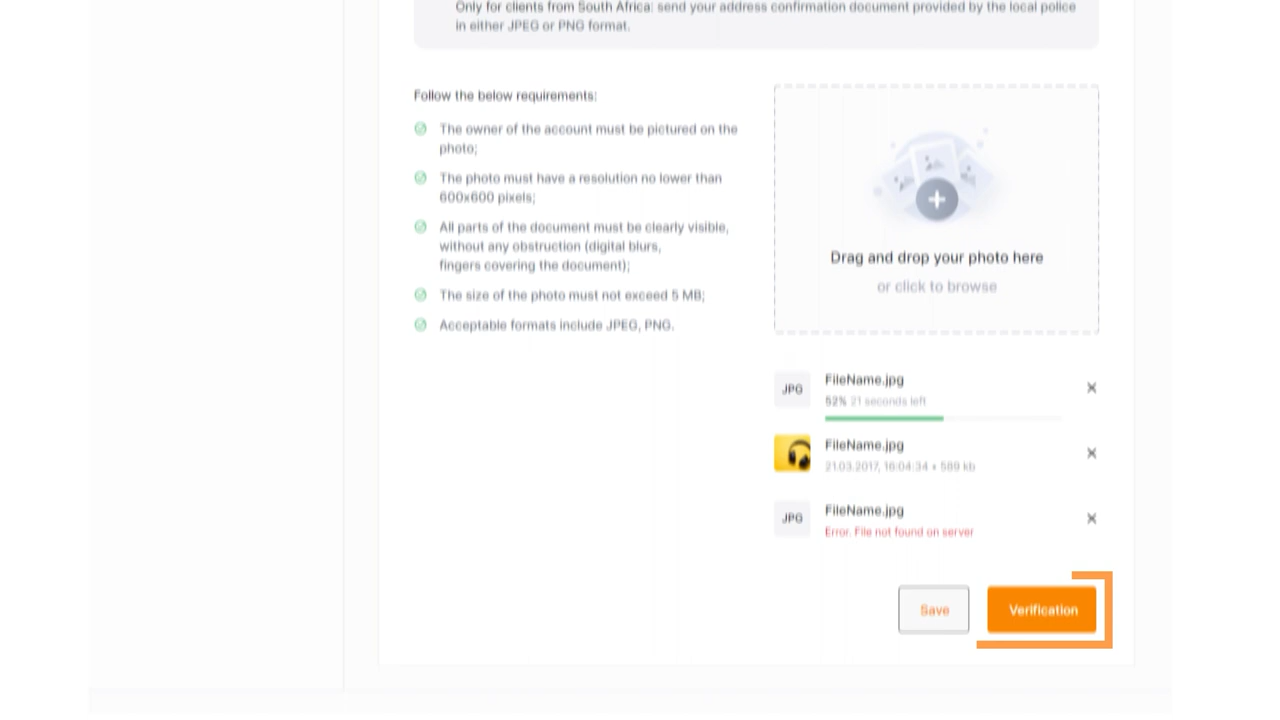 Only for clients from South Africa: send your address confirmation document provided by the local police
in either JPEG or PNG format.
Follow the below requirements:
The owner of the account must be pictured on the
photo;
The photo must have a resolution no lower than
600x600 pixels;
All parts of the document must be clearly visible,
without any obstruction (digital blurs,
fingers covering the document);
The size of the photo must not exceed 5 MB;
Acceptable formats include JPEG, PNG.
Drag and drop your photo here
or click to browse
JPG
FileName.jpg
52% 21 seconds left
FileName.jpg
21.03.2017, 16:04:34 • 589 kb
JPG
FileName.jpg
Error. File not found on server
Save
Verification